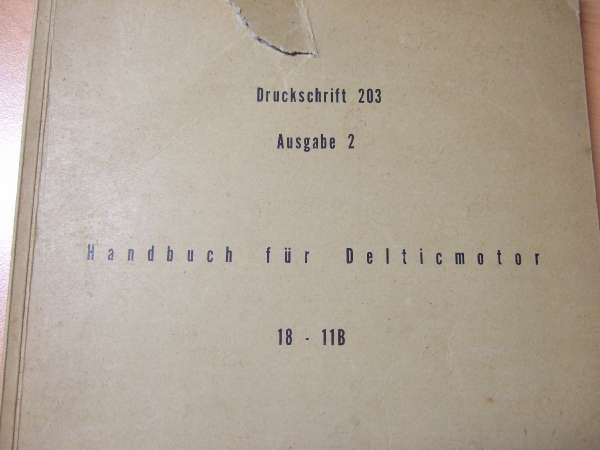 Druckschrift 203
Ausgabe 2
Handbuch für Delticmotor
18 - 11B